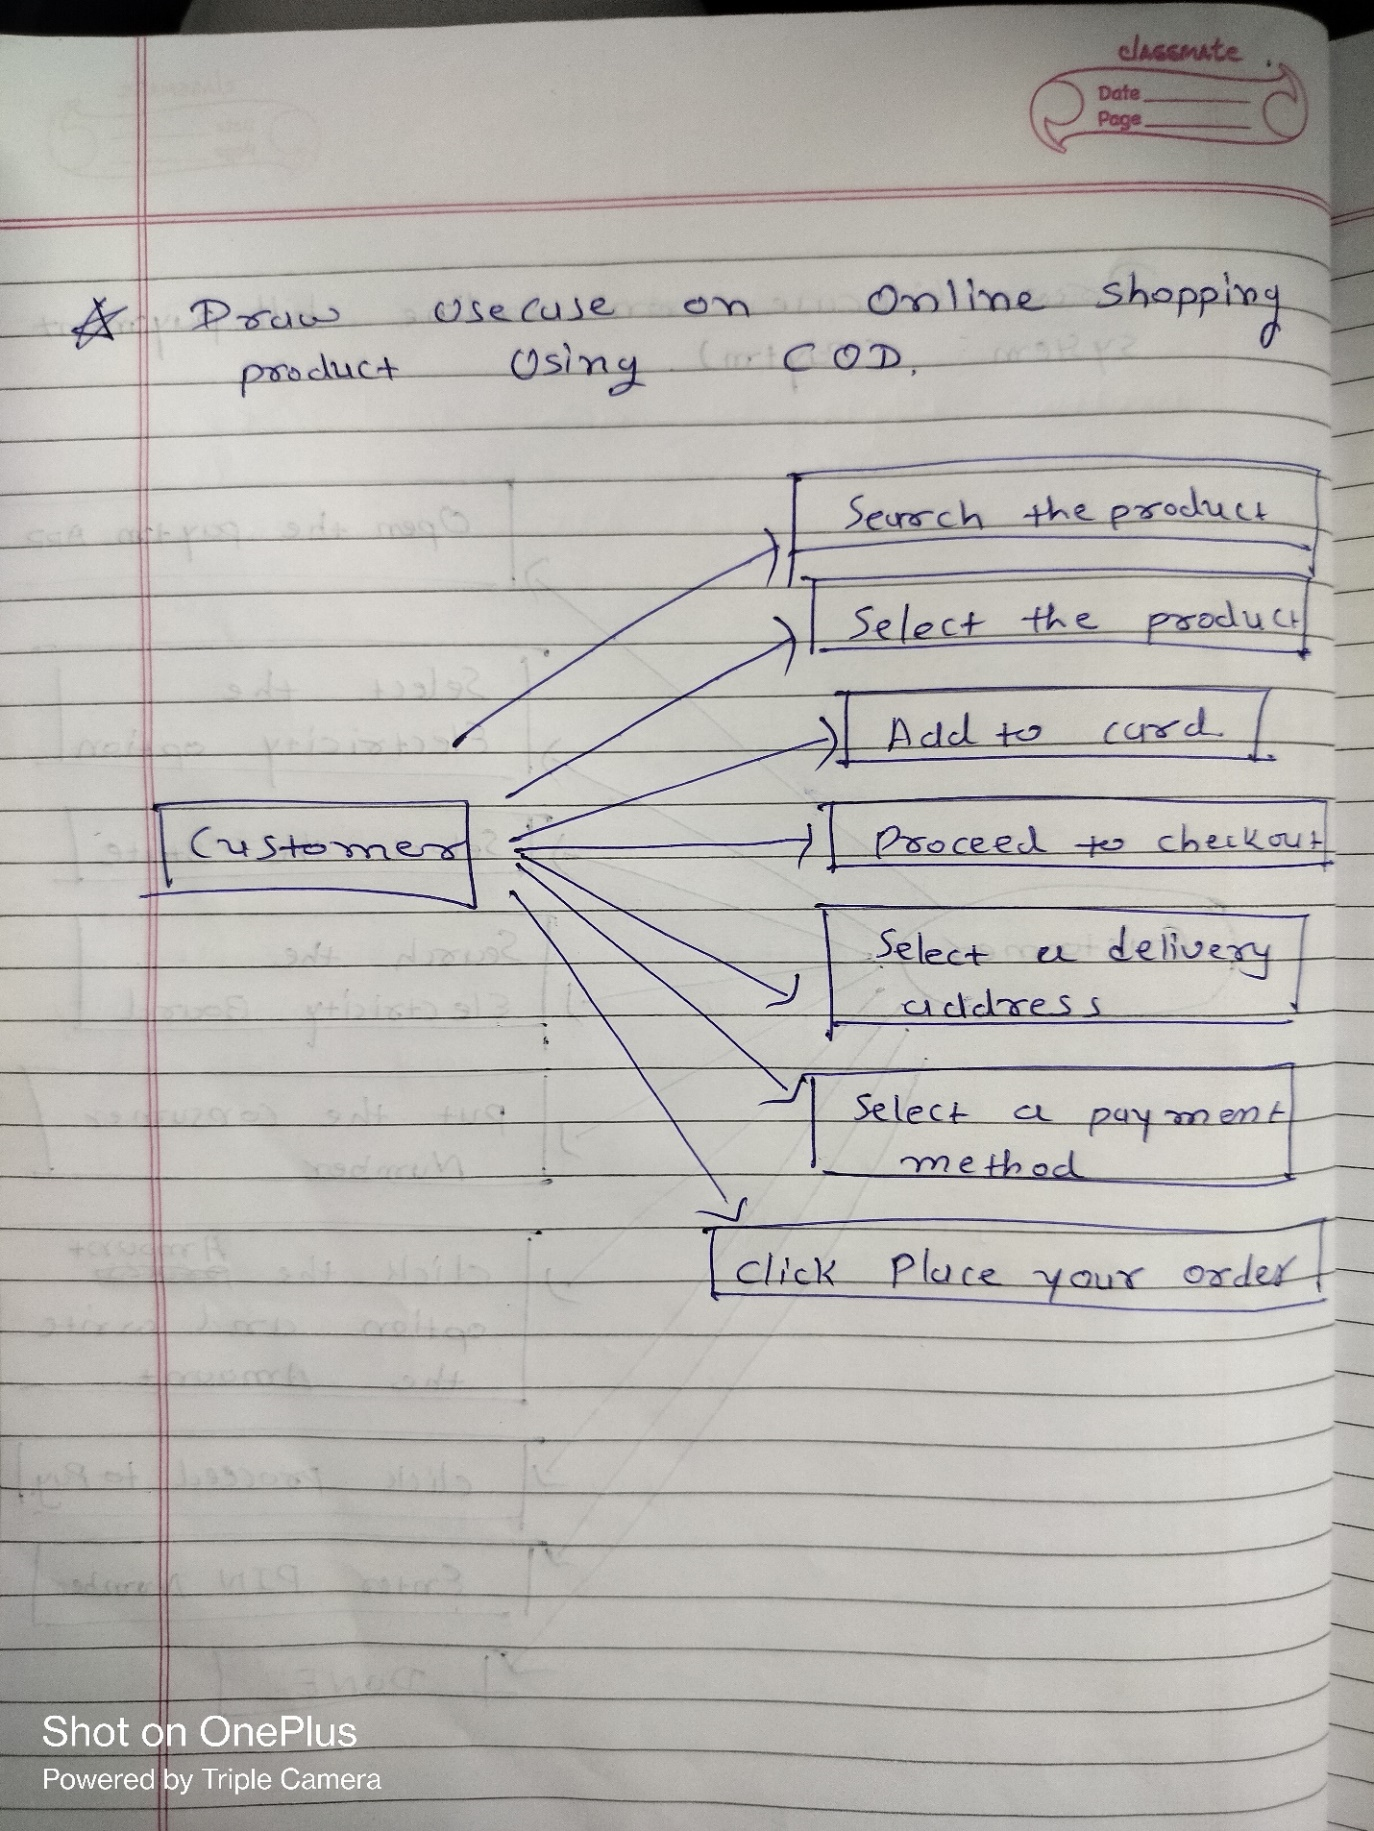 classmate
Date
Page
Draw usecase on Online shopping
product Using COD.
Search the product
Select the product
Add to card
Customer
Proceed to checkout
Select a delivery
address
Select a payment
method
Click Place your order
Shot on OnePlus
Powered by Triple Camera